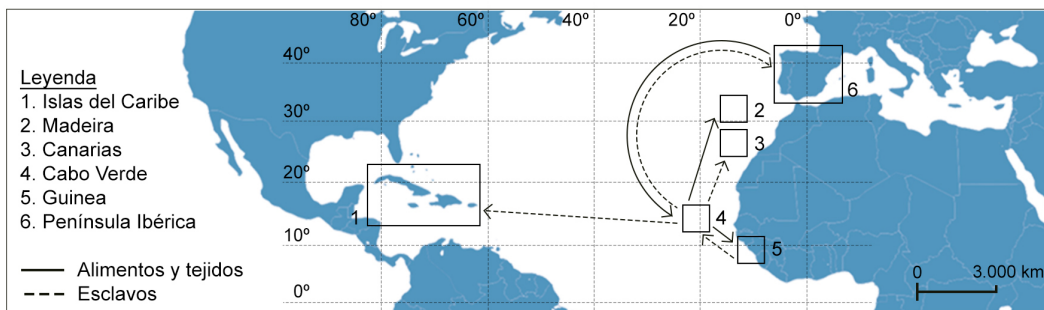 80º 60º 40º 20º 0º
40º
30º
20º
10º
0º
Leyenda
1. Islas del Caribe
2. Madeira
3. Canarias
4. Cabo Verde
5. Guinea
6. Península Ibérica
Alimentos y tejidos
Esclavos
1
2
3
4
5
6
0 3.000 km